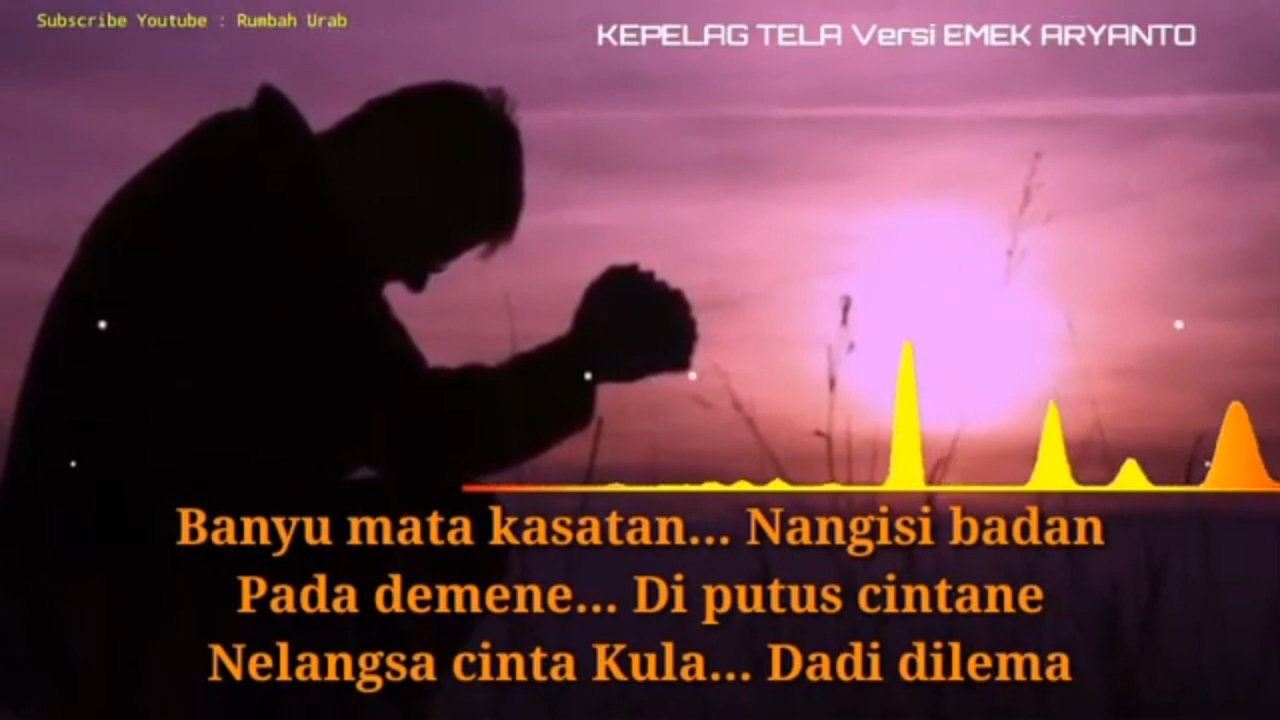 Subscribe Youtube : Rumbah Urab
KEPELAG TELA Versi EMEK ARYANTO
Banyu mata kasatan... Nangisi badan
Pada demene... Di putus cintane
Nelangsa cinta Kula... Dadi dilema